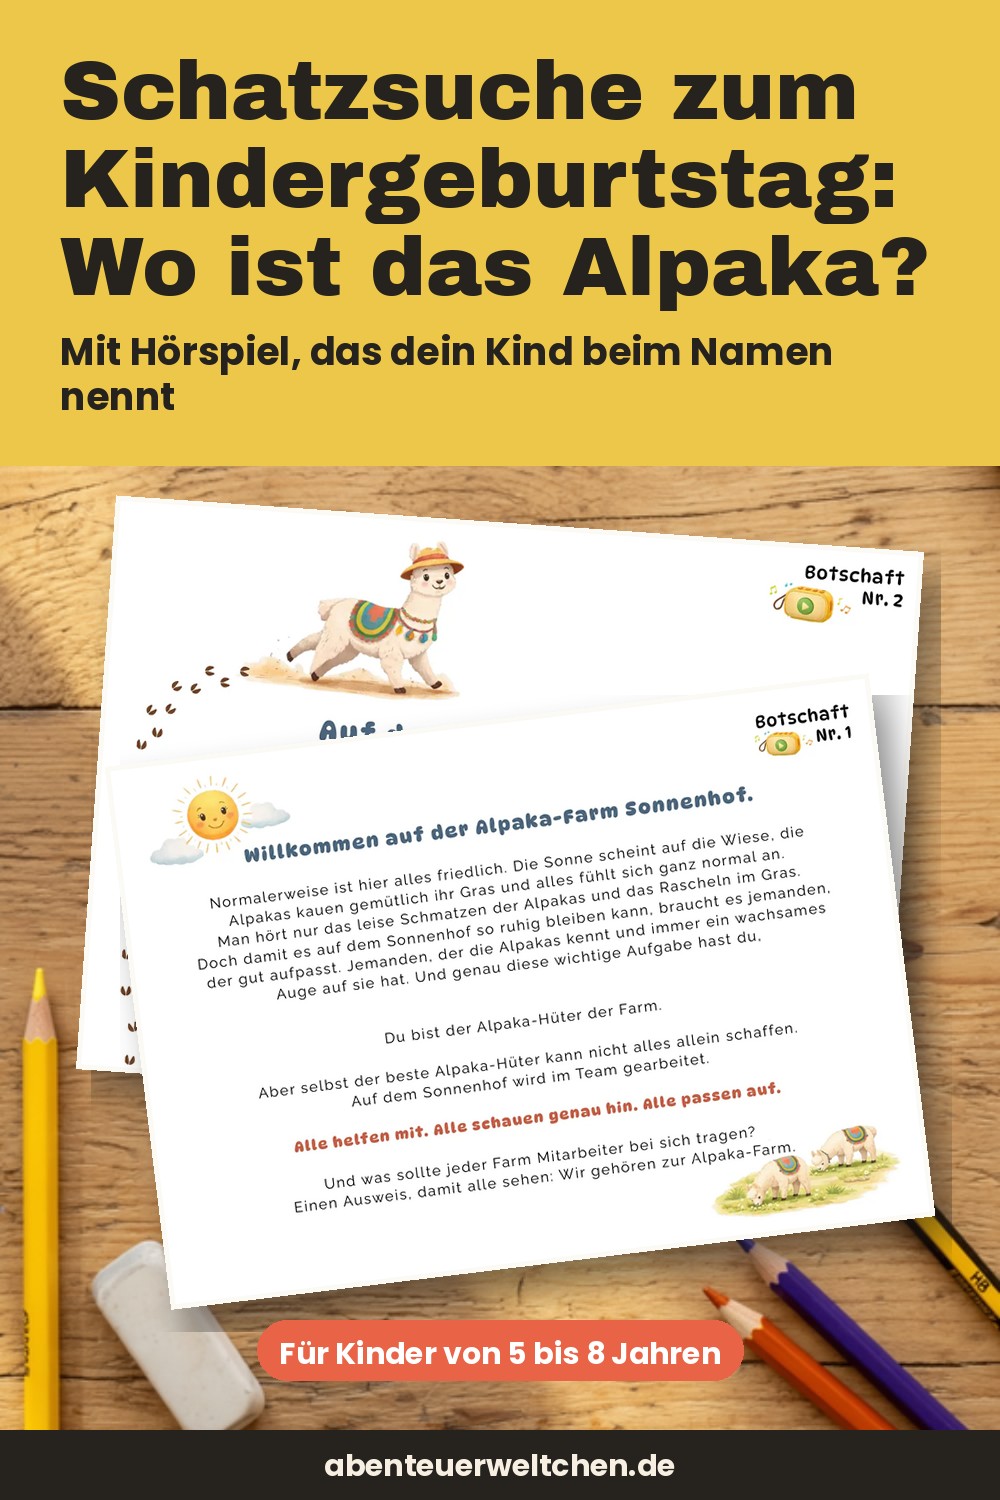 Schatzsuche zum
Kindergeburtstag:
Wo ist das Alpaka?
Mit Hörspiel, das dein Kind beim Namen
nennt
Botschaft
Nr. 2
Auf
Botschaft
Nr. 1
Willkommen auf der Alpaka-Farm Sonnenhof.
Normalerweise ist hier alles friedlich. Die Sonne scheint auf die Wiese, die
Alpakas kauen gemütlich ihr Gras und alles fühlt sich ganz normal an.
Man hört nur das leise Schmatzen der Alpakas und das Rascheln im Gras.
Doch damit es auf dem Sonnenhof so ruhig bleiben kann, braucht es jemanden,
der gut aufpasst. Jemanden, der die Alpakas kennt und immer ein wachsames
Auge auf sie hat. Und genau diese wichtige Aufgabe hast du,
Du bist der Alpaka-Hüter der Farm.
Aber selbst der beste Alpaka-Hüter kann nicht alles allein schaffen.
Auf dem Sonnenhof wird im Team gearbeitet.
Alle helfen mit. Alle schauen genau hin. Alle passen auf.
Und was sollte jeder Farm Mitarbeiter bei sich tragen?
Einen Ausweis, damit alle sehen: Wir gehören zur Alpaka-Farm.
HB
Für Kinder von 5 bis 8 Jahren
abenteuerweltchen.de